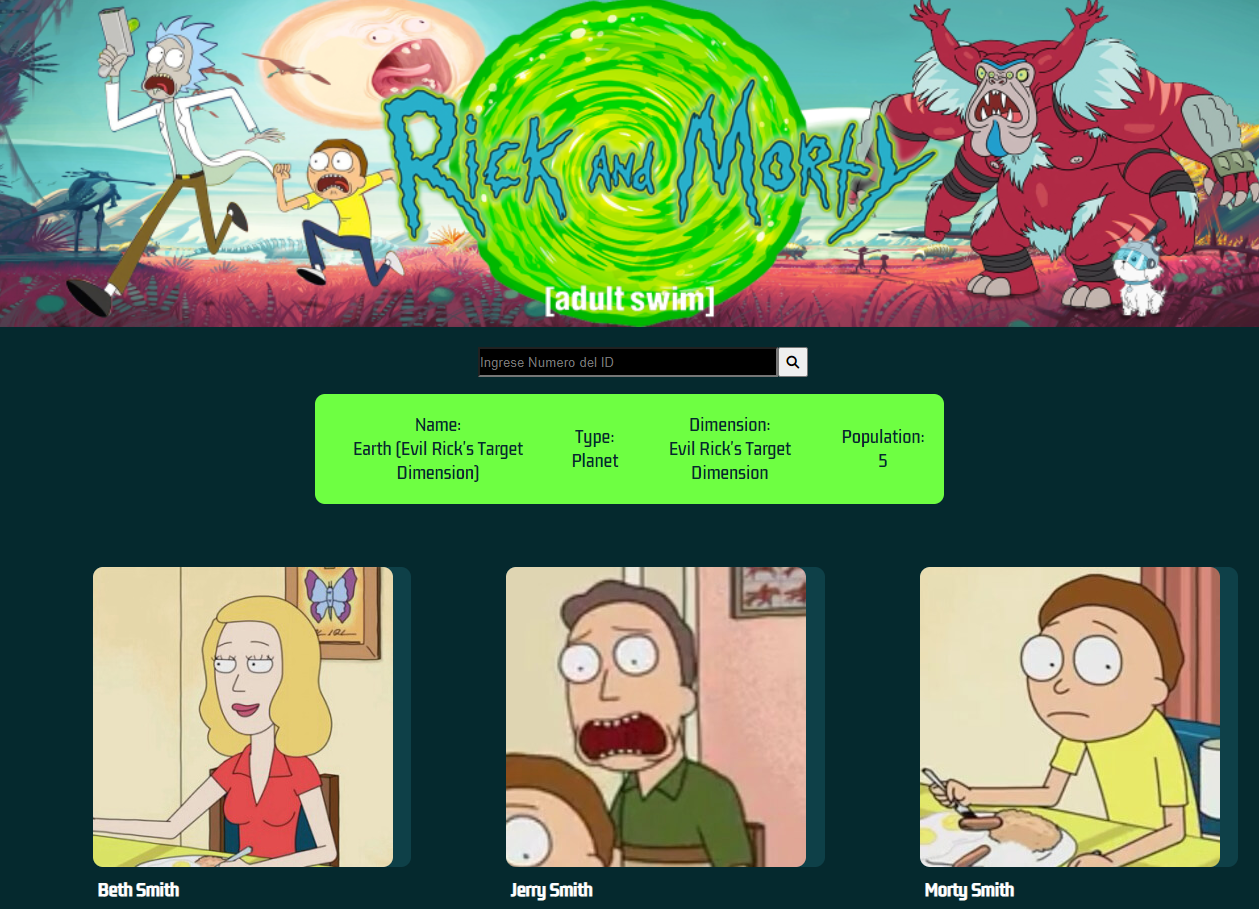 Rick and Morty
[adult swim]
Ingrese Numero del ID
Name:
Earth (Evil Rick's Target
Dimension)
Type:
Planet
Dimension:
Evil Rick's Target
Dimension
Population:
5
Beth Smith
Jerry Smith
Morty Smith